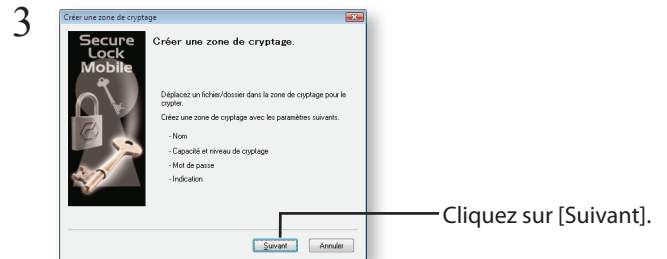 3
Créer une zone de cryptage
Secure
Lock
Mobile
Créer une zone de cryptage.
Déplacez un fichier/dossier dans la zone de cryptage pour le
crypter.
Créez une zone de cryptage avec les paramètres suivants.
- Nom
- Capacité et niveau de cryptage
- Mot de passe
- Indication
Suivant
Annuler
Cliquez sur [Suivant].